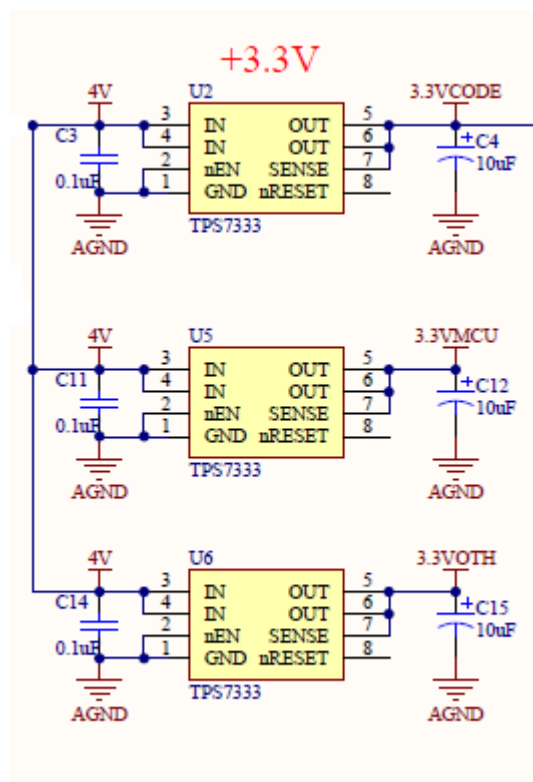 +3.3V
4V U2 3.3VCODE
3 IN OUT 5
4 IN OUT 6
2 nEN SENSE 7
1 GND nRESET 8
C3
0.1uF
+ C4
10uF
AGND TPS7333 AGND
4V U5 3.3VMCU
3 IN OUT 5
4 IN OUT 6
2 nEN SENSE 7
1 GND nRESET 8
C11
0.1uF
+ C12
10uF
AGND TPS7333 AGND
4V U6 3.3VOTH
3 IN OUT 5
4 IN OUT 6
2 nEN SENSE 7
1 GND nRESET 8
C14
0.1uF
+ C15
10uF
AGND TPS7333 AGND